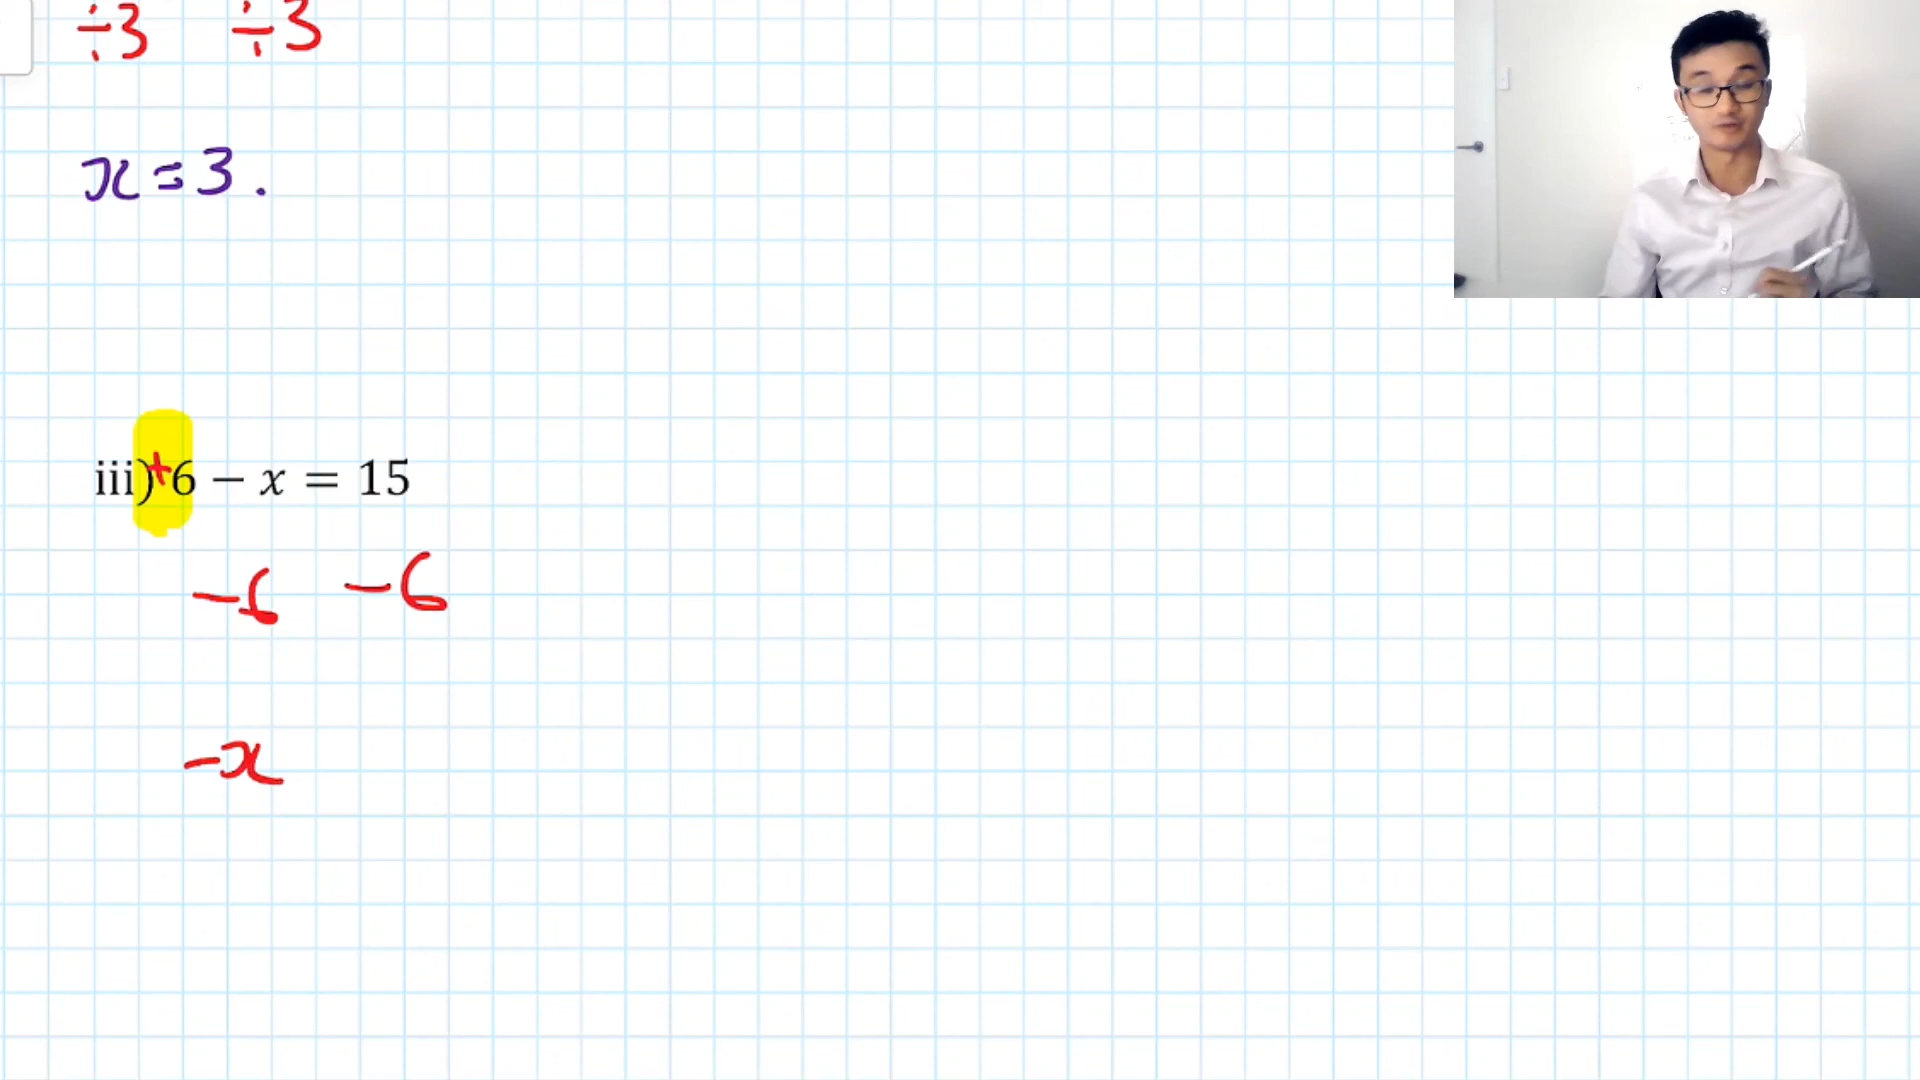 ÷3 ÷3
x = 3.
iii) +6 − x = 15
−6 −6
−x